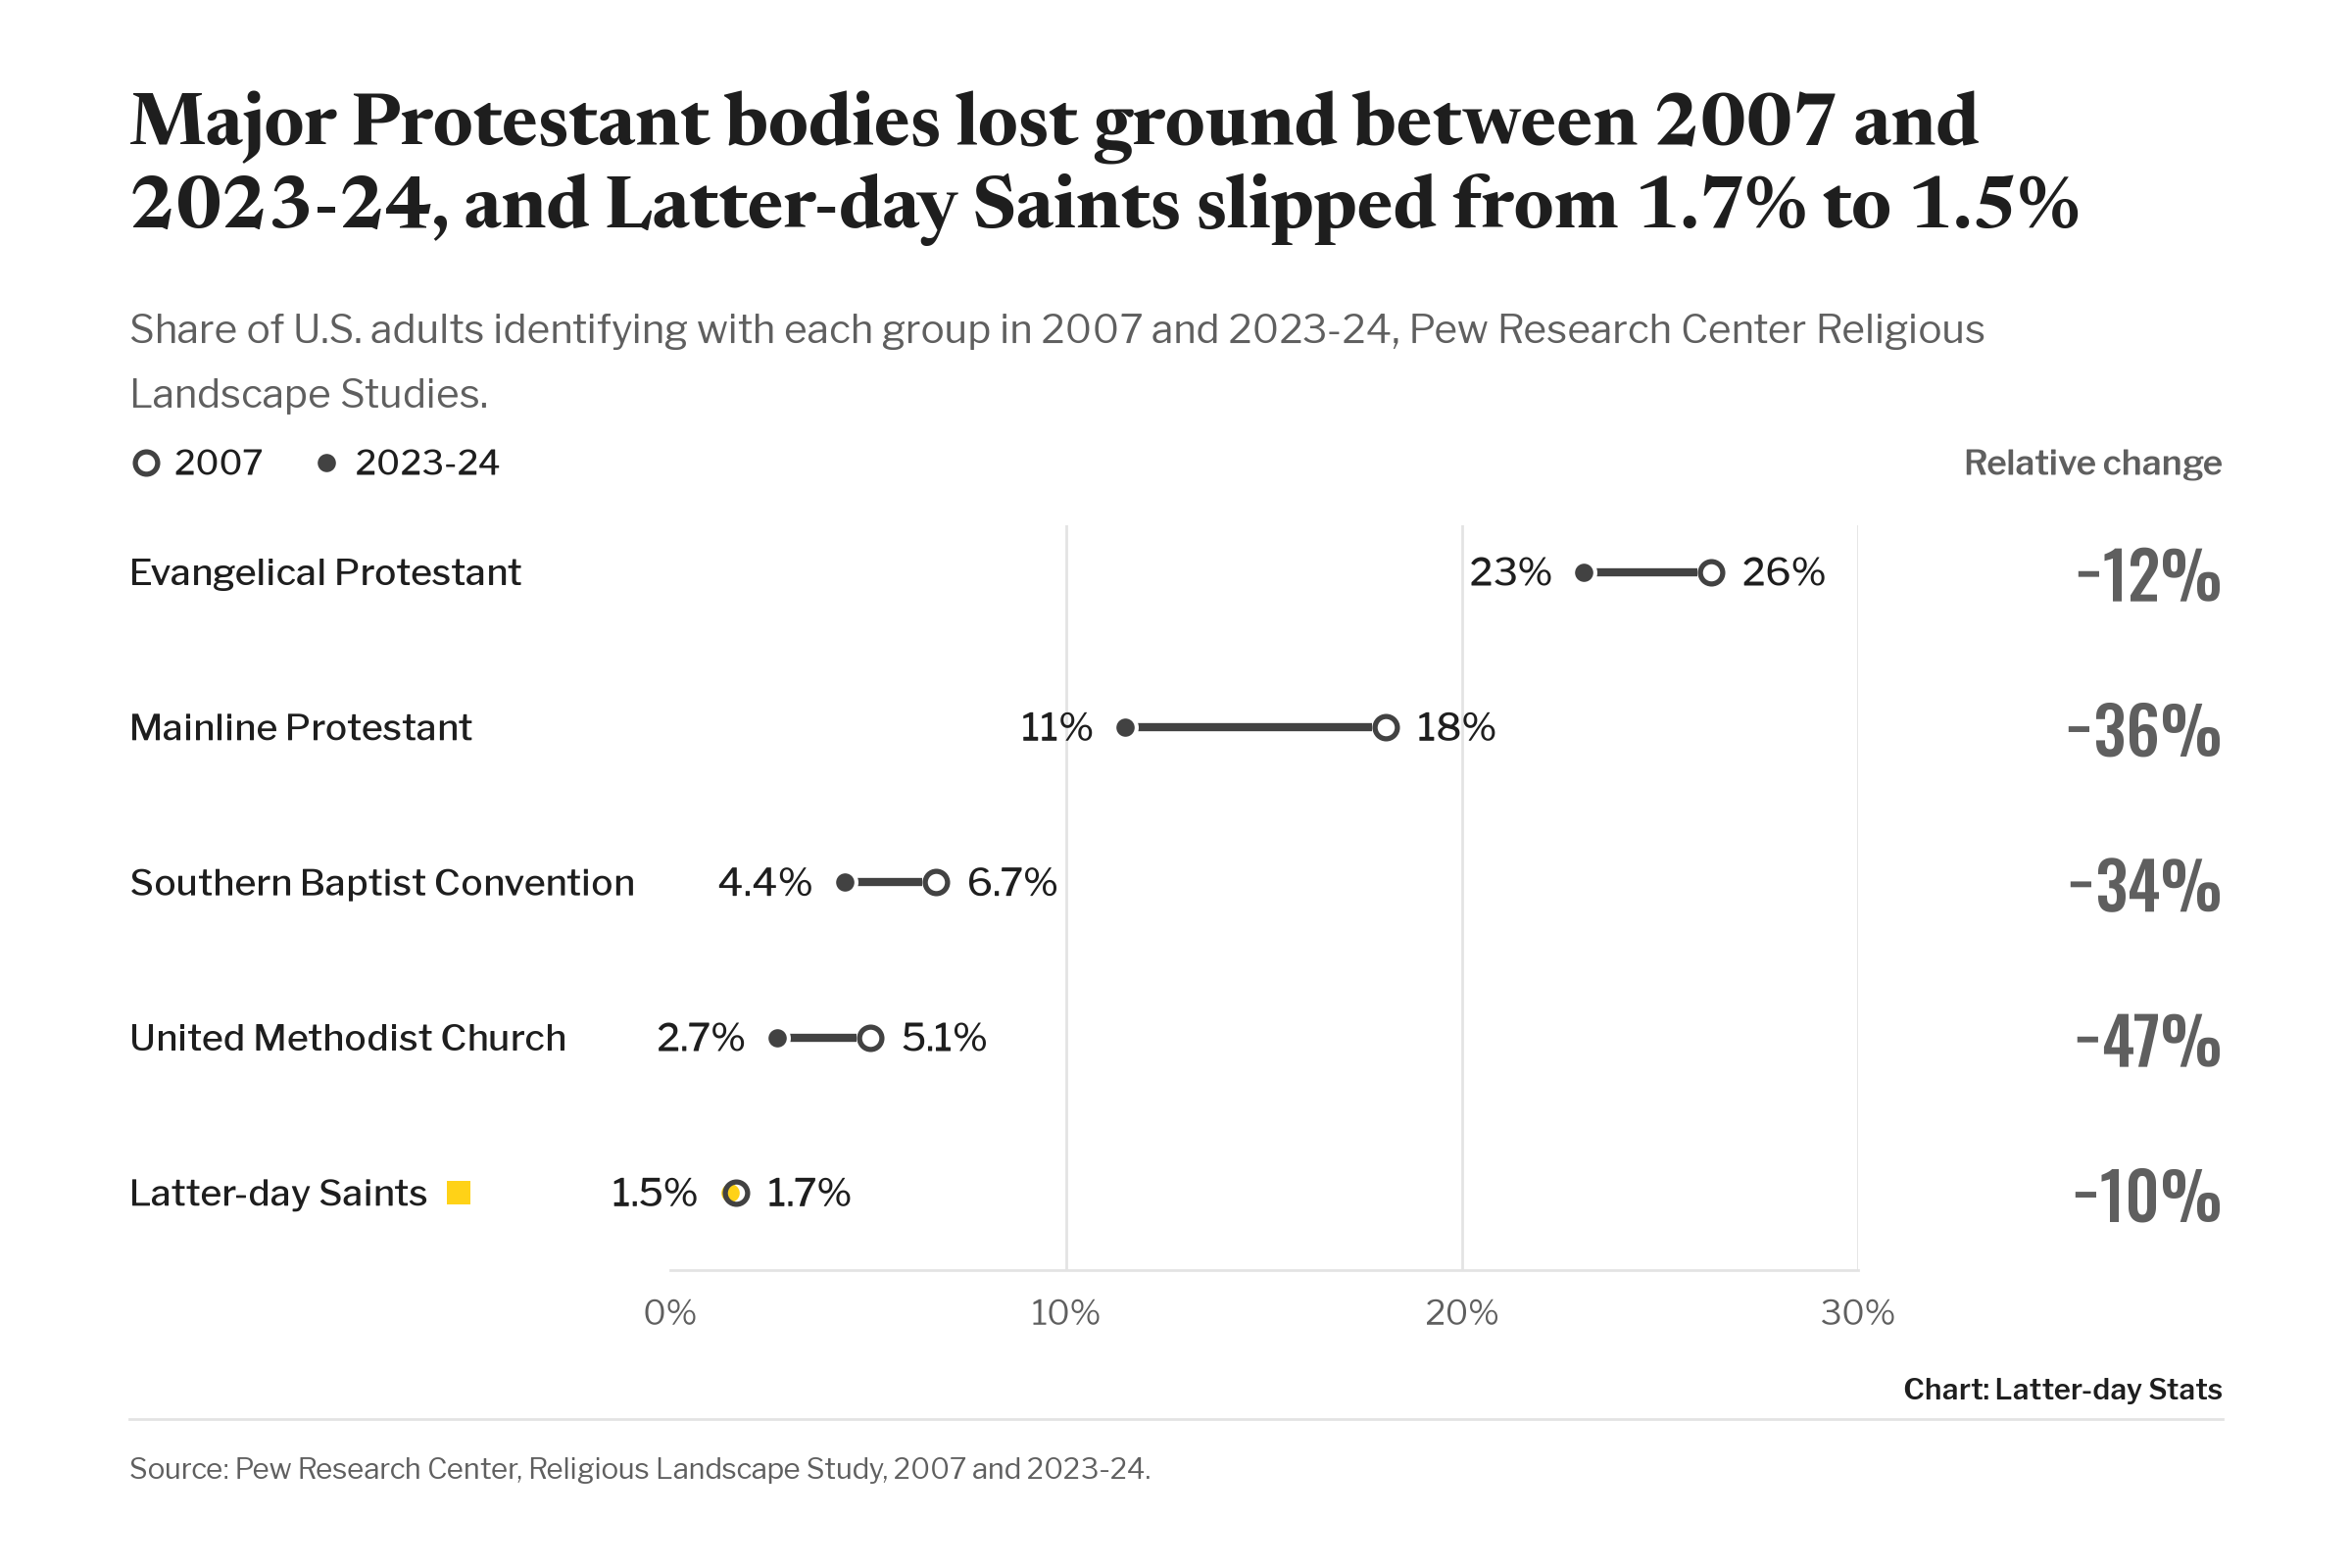 Major Protestant bodies lost ground between 2007 and
2023-24, and Latter-day Saints slipped from 1.7% to 1.5%
Share of U.S. adults identifying with each group in 2007 and 2023-24, Pew Research Center Religious
Landscape Studies.
2007 2023-24 Relative change
Evangelical Protestant 23% 26% −12%
Mainline Protestant 11% 18% −36%
Southern Baptist Convention 4.4% 6.7% −34%
United Methodist Church 2.7% 5.1% −47%
Latter-day Saints 1.5% 1.7% −10%
0% 10% 20% 30%
Chart: Latter-day Stats
Source: Pew Research Center, Religious Landscape Study, 2007 and 2023-24.